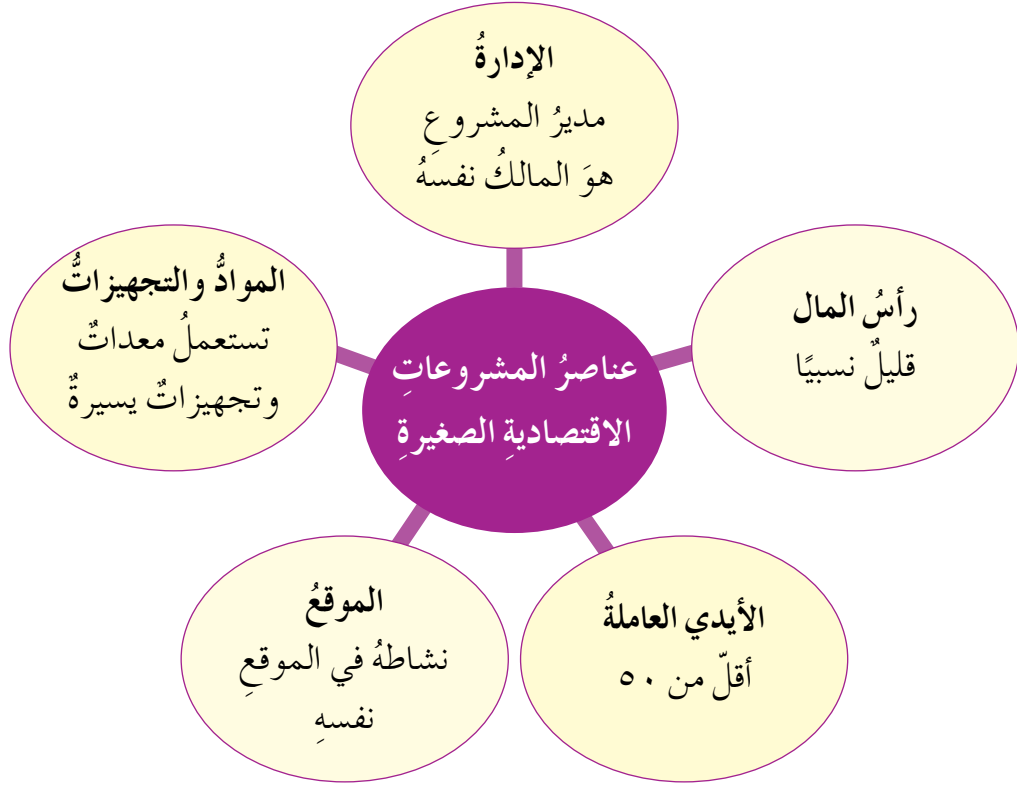 الإدارةُ
مديرُ المشروعِ
هوَ المالكُ نفسهُ
رأسُ المال
قليلٌ نسبيًا
الموادُّ والتجهيزاتُّ
تستعملُ معداتٌ
وتجهيزاتٌ يسيرةٌ
عناصرُ المشروعاتِ
الاقتصاديةِ الصغيرةِ
الأيدي العاملةُ
أقلّ من ٥٠
الموقعُ
نشاطهُ في الموقعِ
نفسهِ